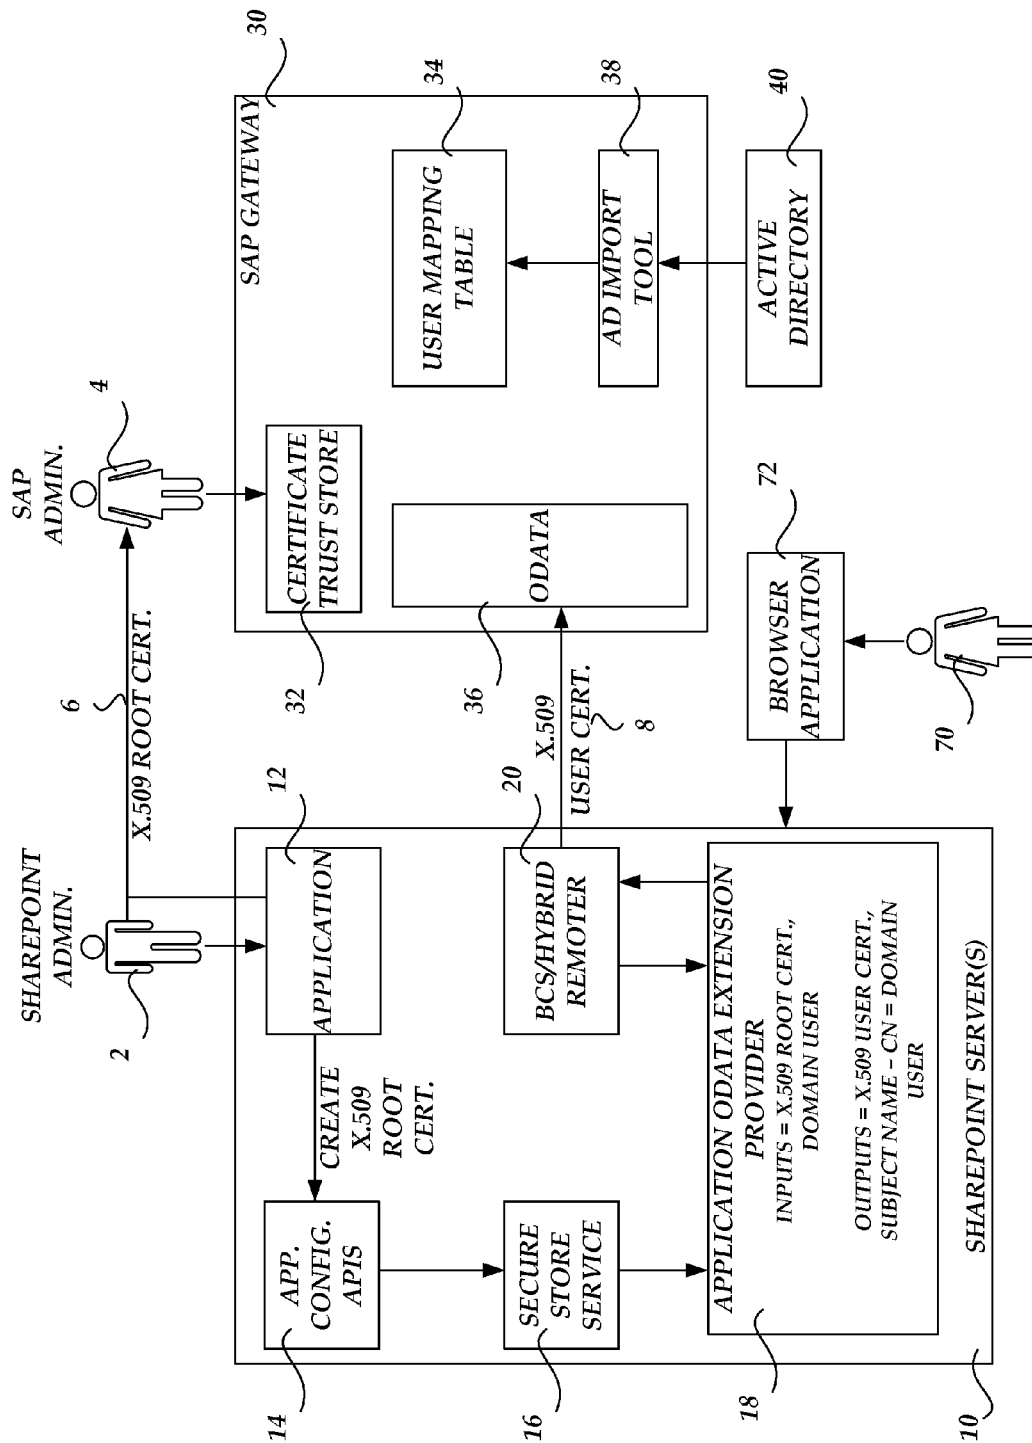 SHAREPOINT
ADMIN.
2
6
X.509 ROOT CERT.
SAP
ADMIN.
4
12
APPLICATION
CREATE
X.509
ROOT
CERT.
APP.
CONFIG.
APIS
14
SECURE
STORE
SERVICE
16
BCS/HYBRID
REMOTER
20
X.509
USER CERT.
8
APPLICATION ODATA EXTENSION
PROVIDER
INPUTS = X.509 ROOT CERT.,
DOMAIN USER
OUTPUTS = X.509 USER CERT.,
SUBJECT NAME – CN = DOMAIN
USER
18
SHAREPOINT SERVER(S)
10
SAP GATEWAY
30
CERTIFICATE
TRUST STORE
32
USER MAPPING
TABLE
34
ODATA
36
AD IMPORT
TOOL
38
ACTIVE
DIRECTORY
40
BROWSER
APPLICATION
72
70